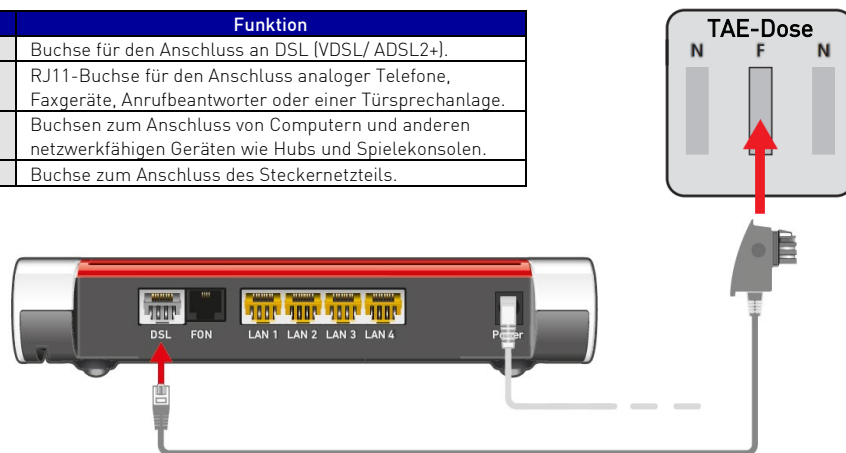 Funktion
Buchse für den Anschluss an DSL (VDSL/ ADSL2+).
RJ11-Buchse für den Anschluss analoger Telefone,
Faxgeräte, Anrufbeantworter oder einer Türsprechanlage.
Buchsen zum Anschluss von Computern und anderen
netzwerkfähigen Geräten wie Hubs und Spielekonsolen.
Buchse zum Anschluss des Steckernetzteils.
TAE-Dose
N F N
DSL FON LAN 1 LAN 2 LAN 3 LAN 4 Power